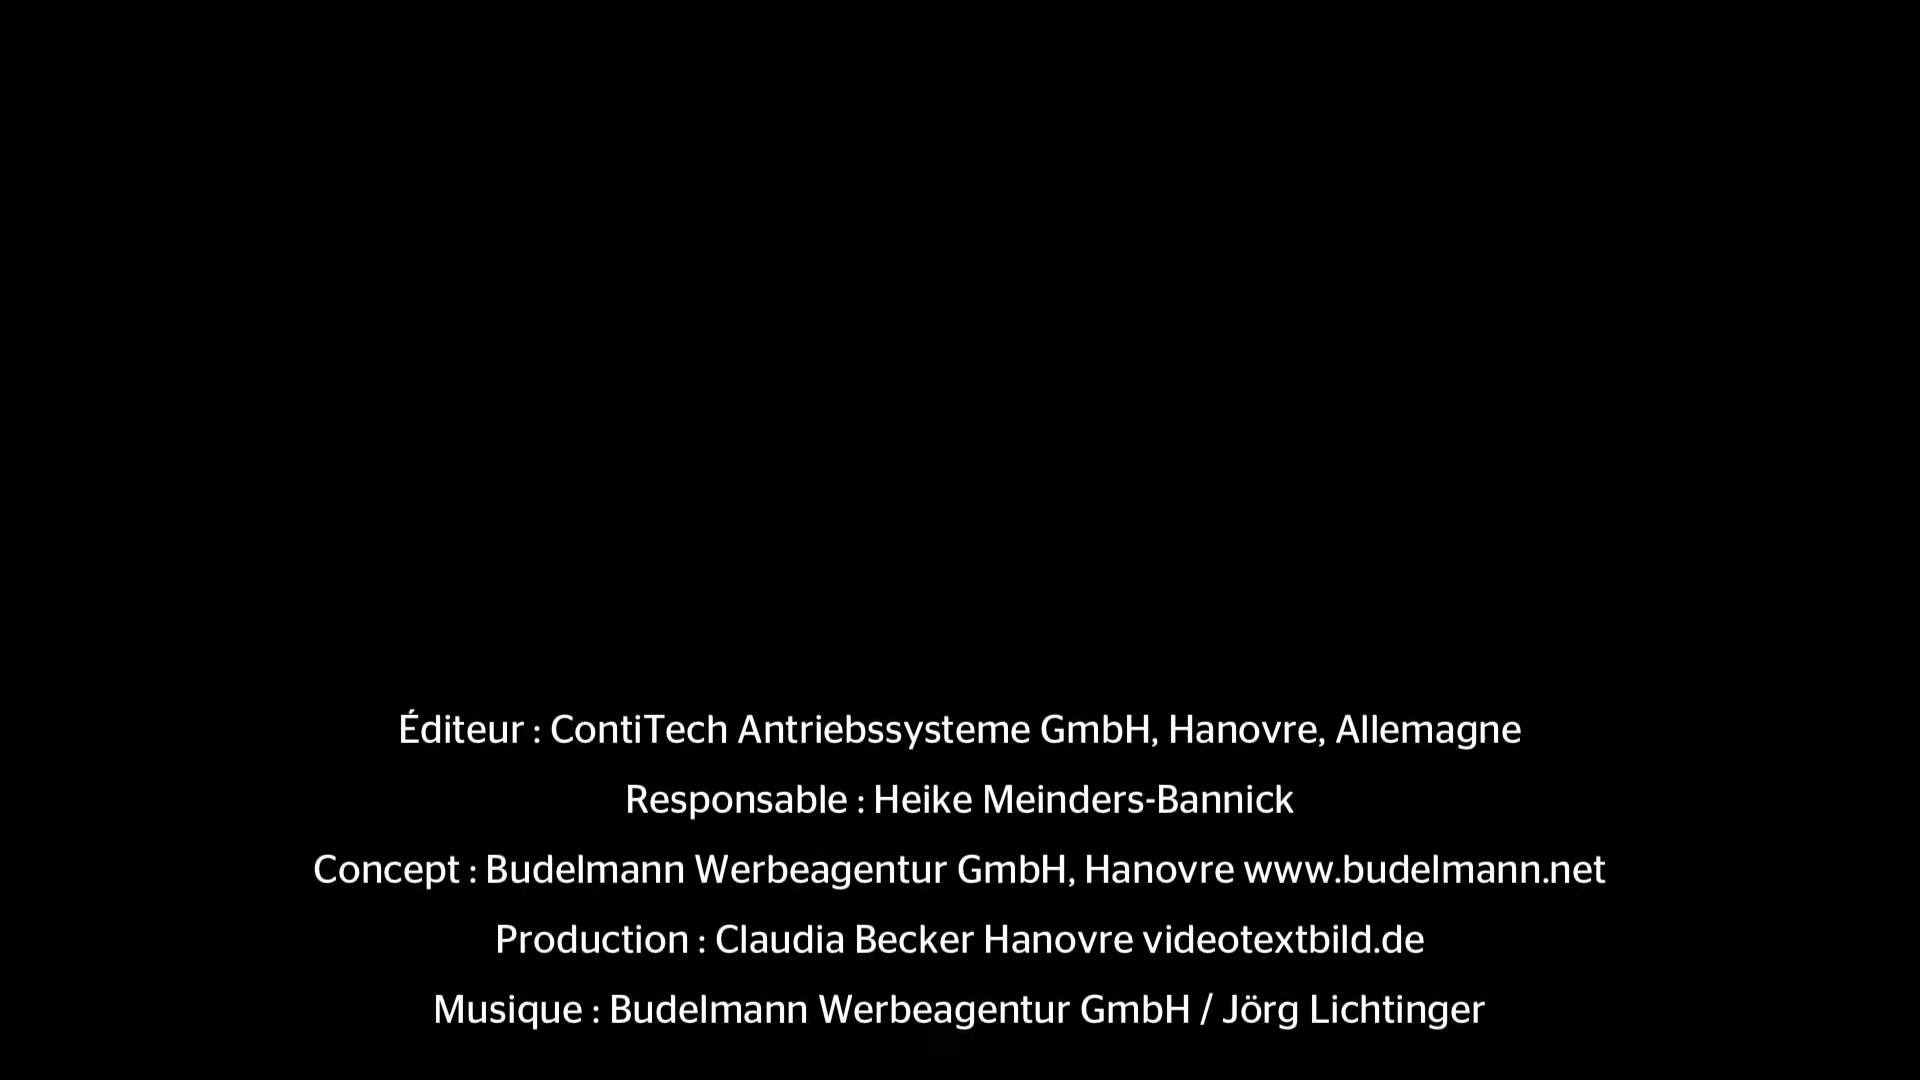 Éditeur : ContiTech Antriebssysteme GmbH, Hanovre, Allemagne
Responsable : Heike Meinders-Bannick
Concept : Budelmann Werbeagentur GmbH, Hanovre www.budelmann.net
Production : Claudia Becker Hanovre videotextbild.de
Musique : Budelmann Werbeagentur GmbH / Jörg Lichtinger